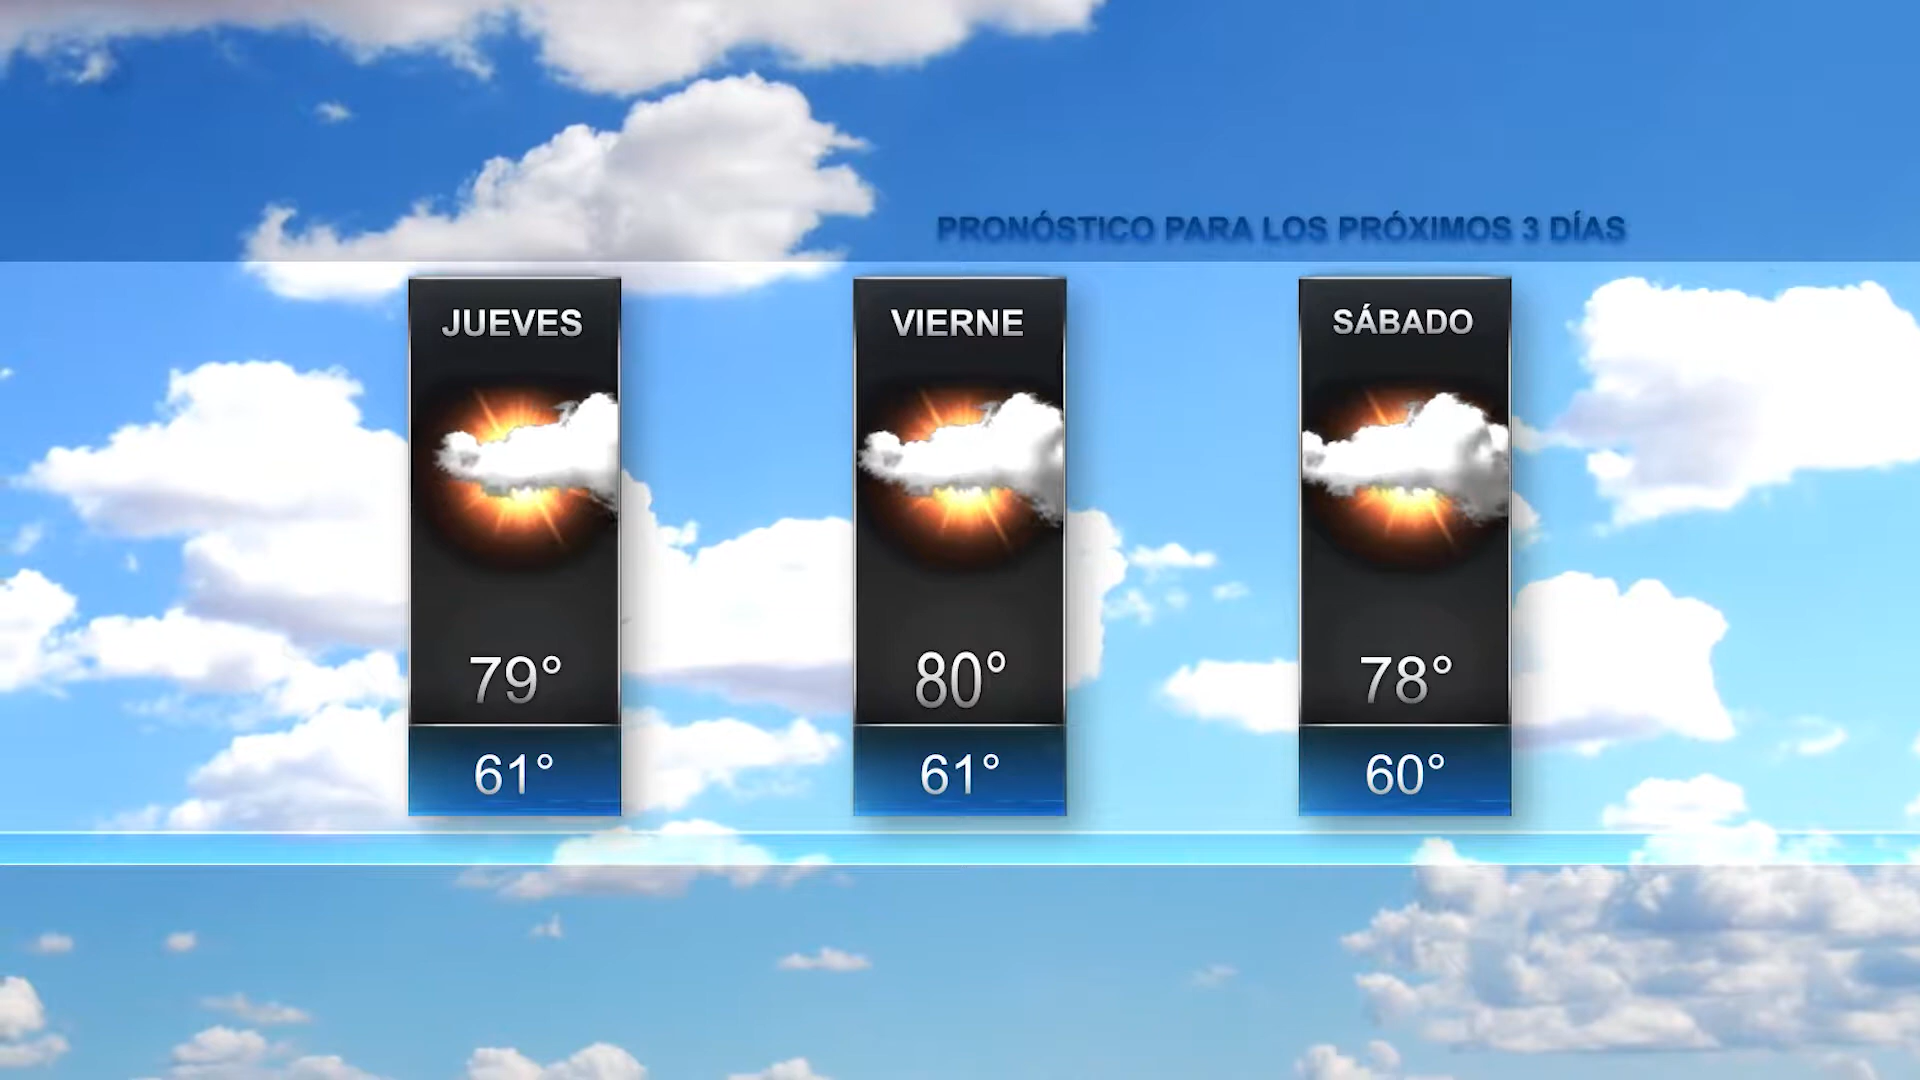 PRONÓSTICO PARA LOS PRÓXIMOS 3 DÍAS
JUEVES
VIERNE
SÁBADO
79°
80°
78°
61°
61°
60°